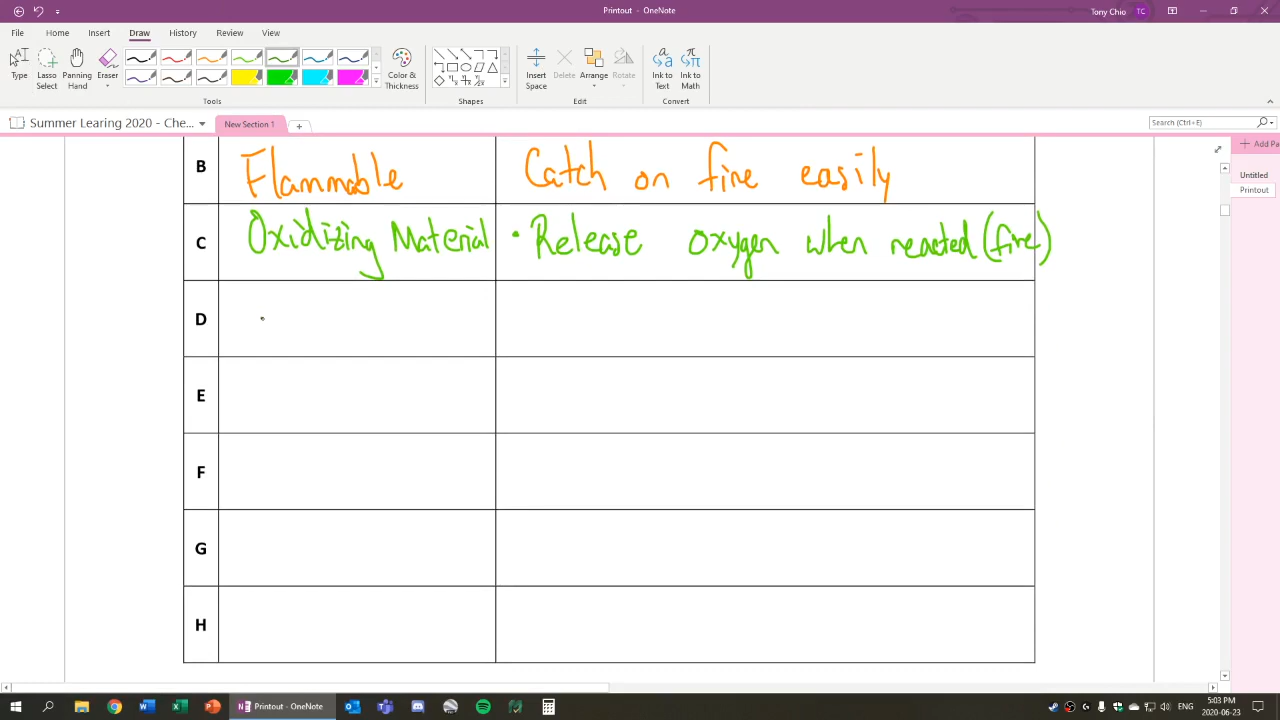 Printout - OneNote
Tony Chio TC
File Home Insert Draw History Review View
Type
Lasso Select
Panning Hand
Eraser
Color & Thickness
Insert Space
Delete
Arrange
Rotate
Ink to Text
Ink to Math
Tools
Shapes
Edit
Convert
Summer Learing 2020 - Che...
New Section 1
Search (Ctrl+E)
Add Pa
Untitled
Printout
B Flammable Catch on fire easily
C Oxidizing Material • Release oxygen when reacted (fire)
D
E
F
G
H
Printout - OneNote
ENG
5:03 PM
2020-06-23